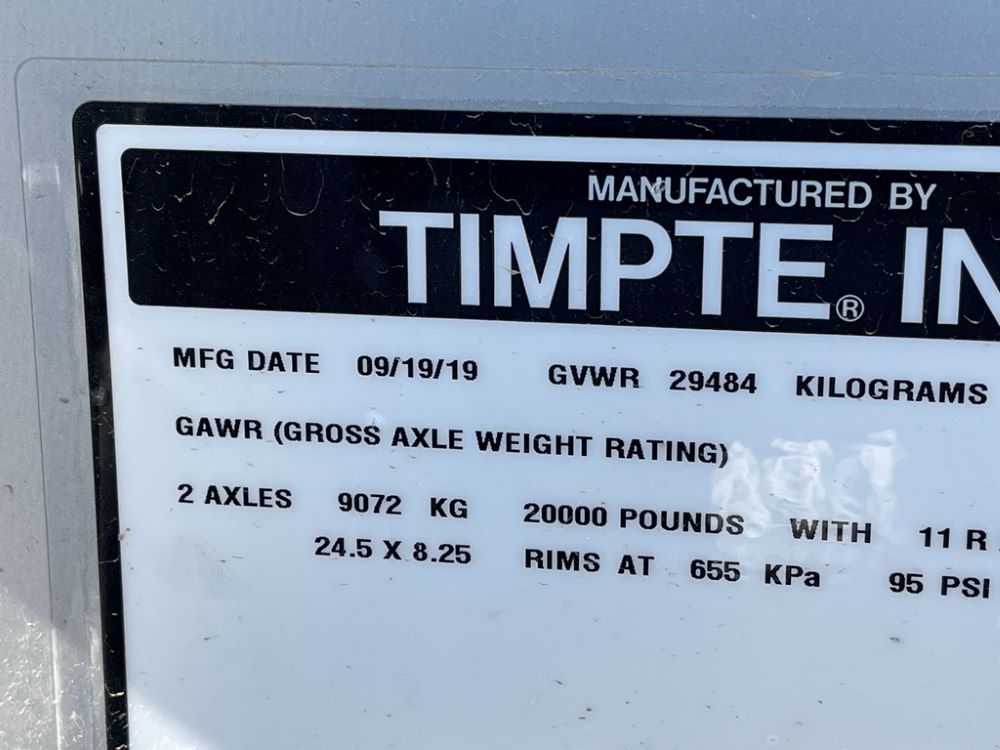 MANUFACTURED BY
TIMPTE® IN
MFG DATE 09/19/19 GVWR 29484 KILOGRAMS
GAWR (GROSS AXLE WEIGHT RATING)
2 AXLES 9072 KG 20000 POUNDS WITH 11 R
24.5 X 8.25 RIMS AT 655 KPa 95 PSI